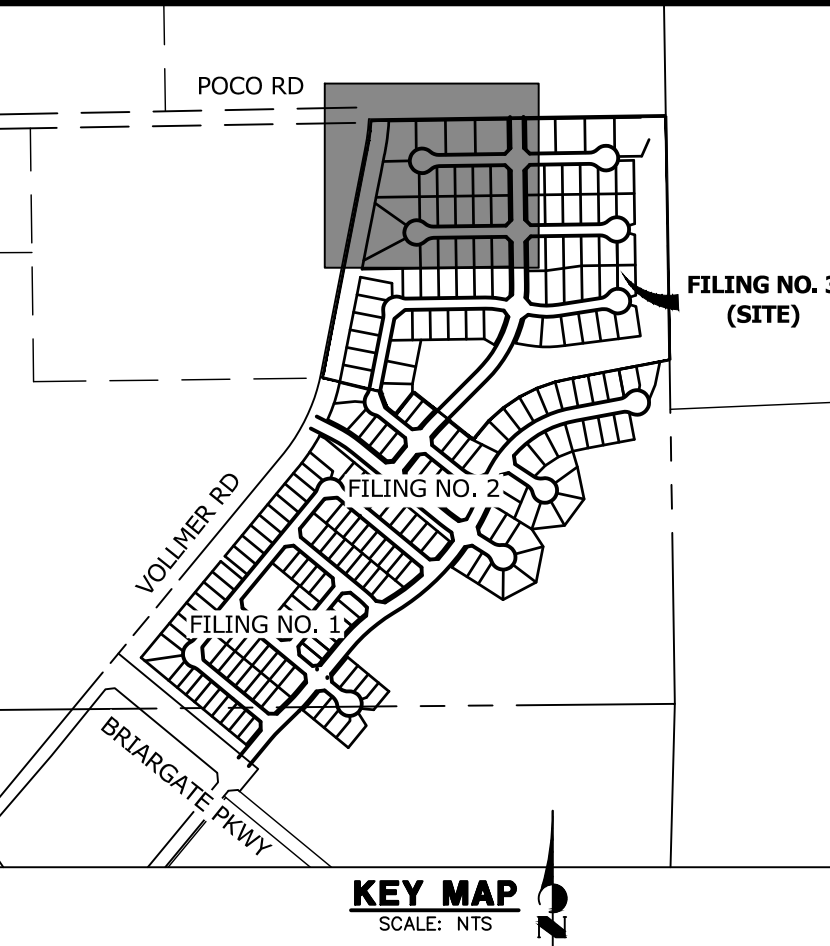 POCO RD
FILING NO. 3
(SITE)
FILING NO. 2
VOLLMER RD
FILING NO. 1
BRIARGATE PKWY
KEY MAP
SCALE: NTS
N